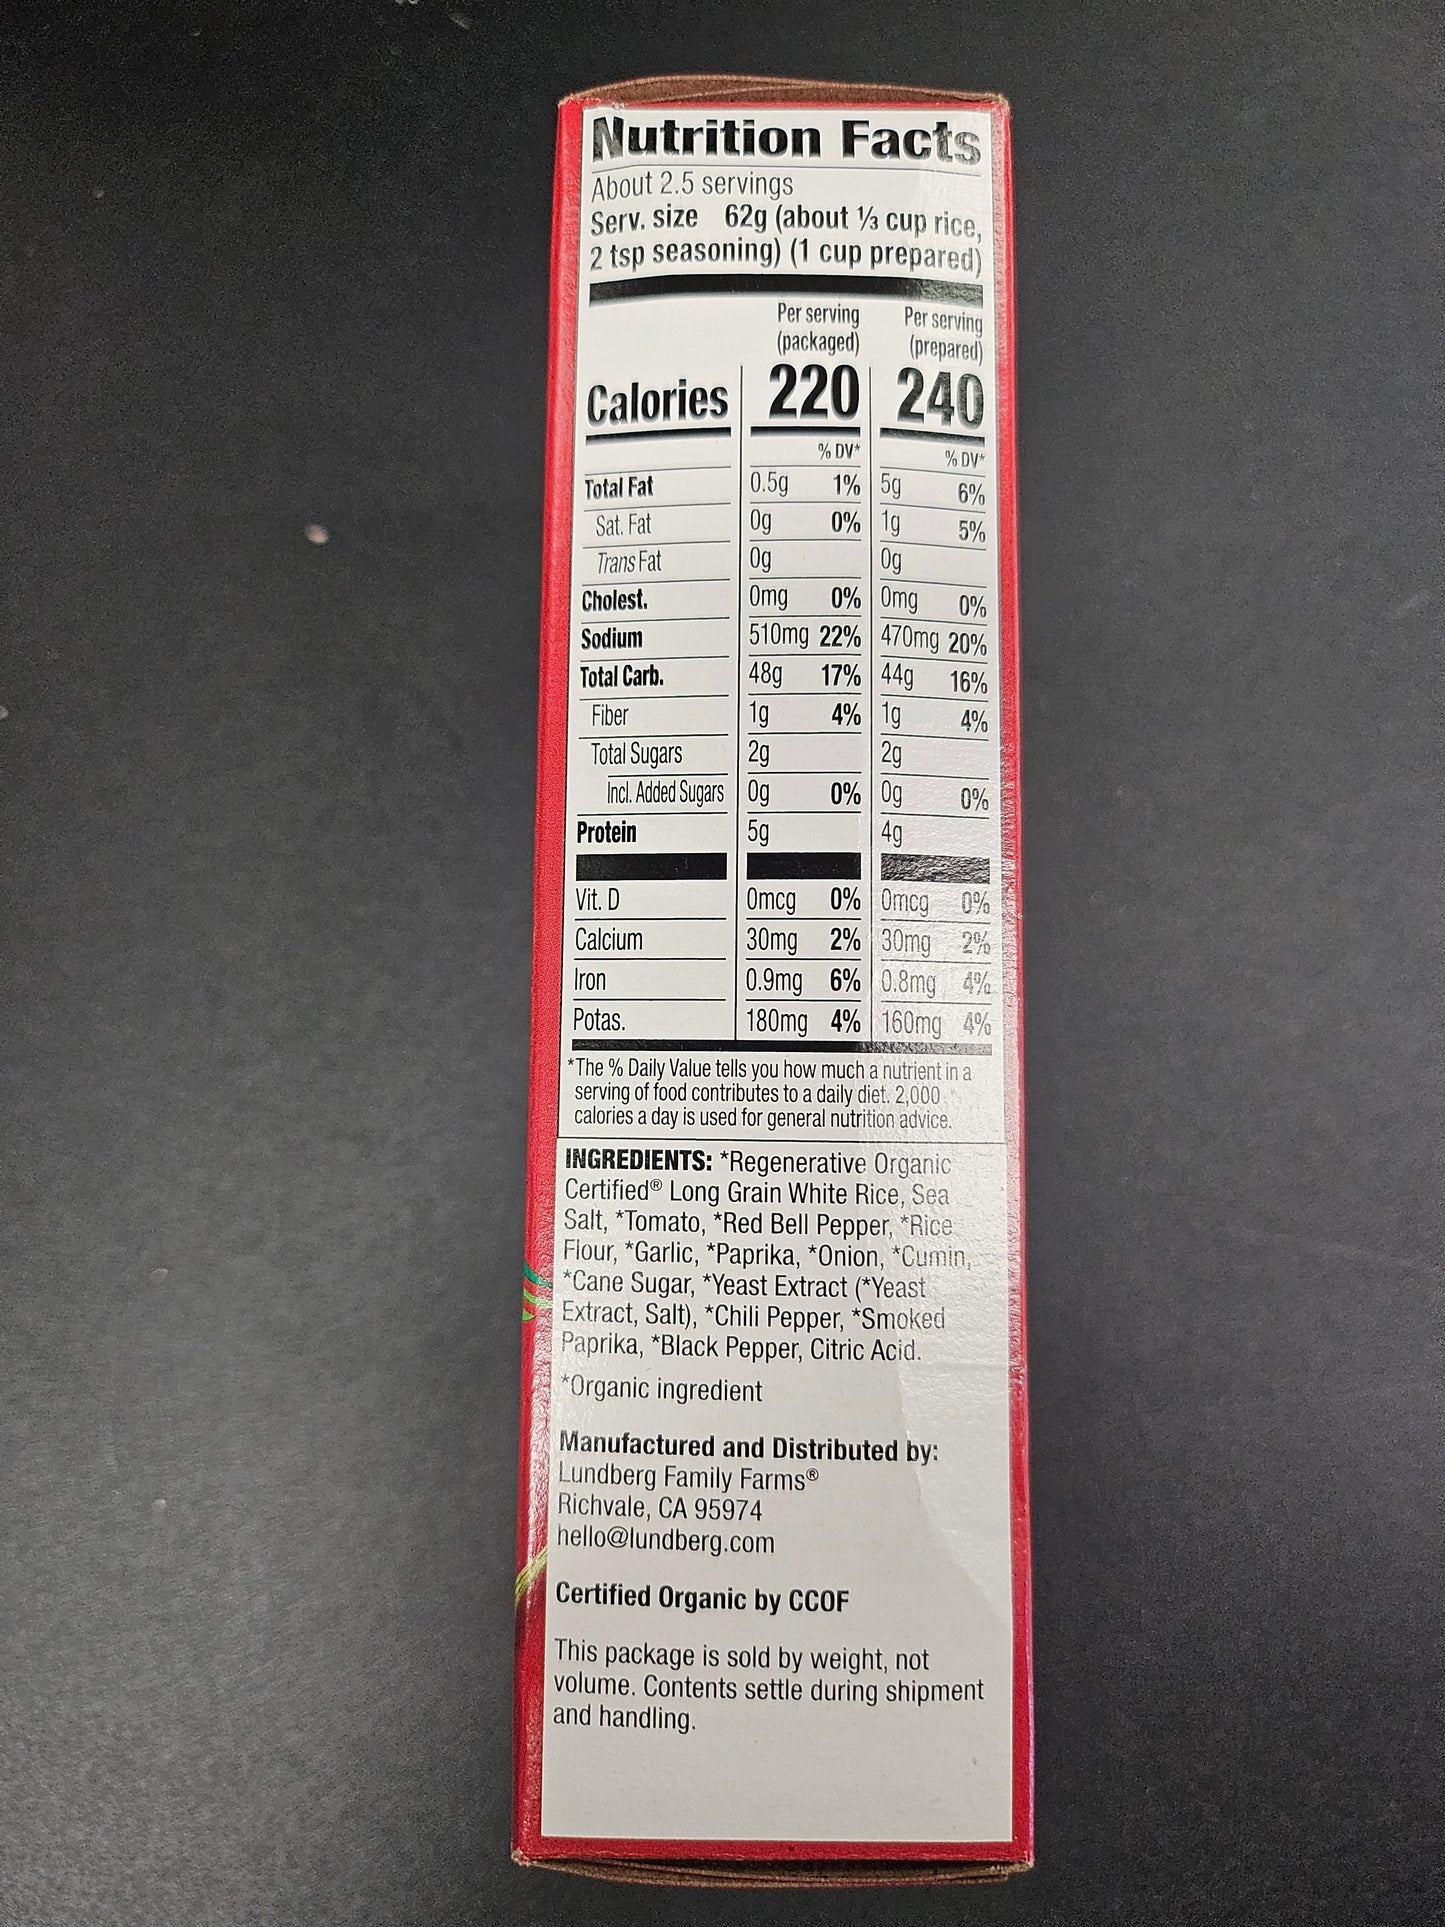 Nutrition Facts
About 2.5 servings
Serv. size 62g (about ⅓ cup rice,
2 tsp seasoning) (1 cup prepared)
Per serving (packaged) Per serving (prepared)
Calories 220 240
% DV* % DV*
Total Fat 0.5g 1% 5g 6%
Sat. Fat 0g 0% 1g 5%
Trans Fat 0g 0g
Cholest. 0mg 0% 0mg 0%
Sodium 510mg 22% 470mg 20%
Total Carb. 48g 17% 44g 16%
Fiber 1g 4% 1g 4%
Total Sugars 2g 2g
Incl. Added Sugars 0g 0% 0g 0%
Protein 5g 4g
Vit. D 0mcg 0% 0mcg 0%
Calcium 30mg 2% 30mg 2%
Iron 0.9mg 6% 0.8mg 4%
Potas. 180mg 4% 160mg 4%
*The % Daily Value tells you how much a nutrient in a
serving of food contributes to a daily diet. 2,000
calories a day is used for general nutrition advice.
INGREDIENTS: *Regenerative Organic
Certified® Long Grain White Rice, Sea
Salt, *Tomato, *Red Bell Pepper, *Rice
Flour, *Garlic, *Paprika, *Onion, *Cumin,
*Cane Sugar, *Yeast Extract (*Yeast
Extract, Salt), *Chili Pepper, *Smoked
Paprika, *Black Pepper, Citric Acid.
*Organic ingredient
Manufactured and Distributed by:
Lundberg Family Farms®
Richvale, CA 95974
hello@lundberg.com
Certified Organic by CCOF
This package is sold by weight, not
volume. Contents settle during shipment
and handling.